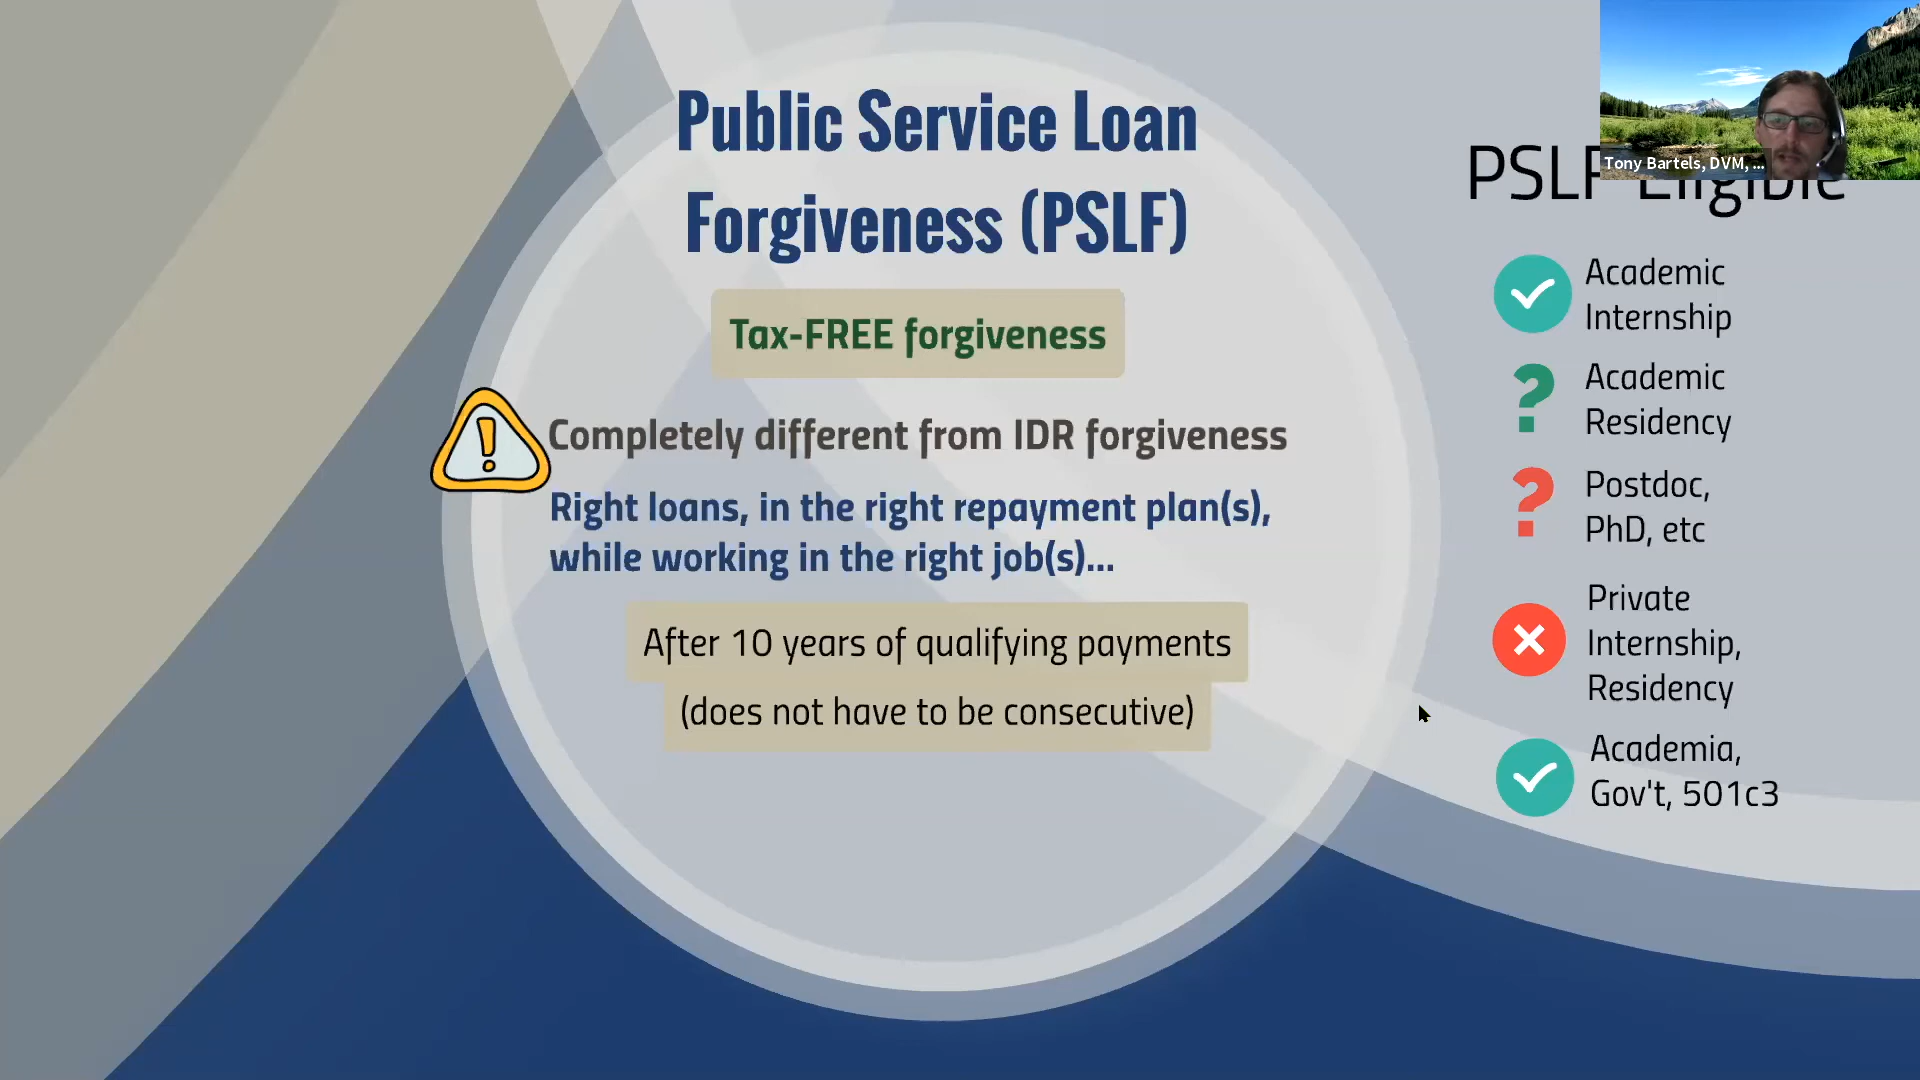 Public Service Loan
Forgiveness (PSLF)
Tax-FREE forgiveness
Completely different from IDR forgiveness
Right loans, in the right repayment plan(s),
while working in the right job(s)...
After 10 years of qualifying payments
(does not have to be consecutive)
Tony Bartels, DVM, ...
PSLF Eligible
Academic
Internship
Academic
Residency
Postdoc,
PhD, etc
Private
Internship,
Residency
Academia,
Gov't, 501c3